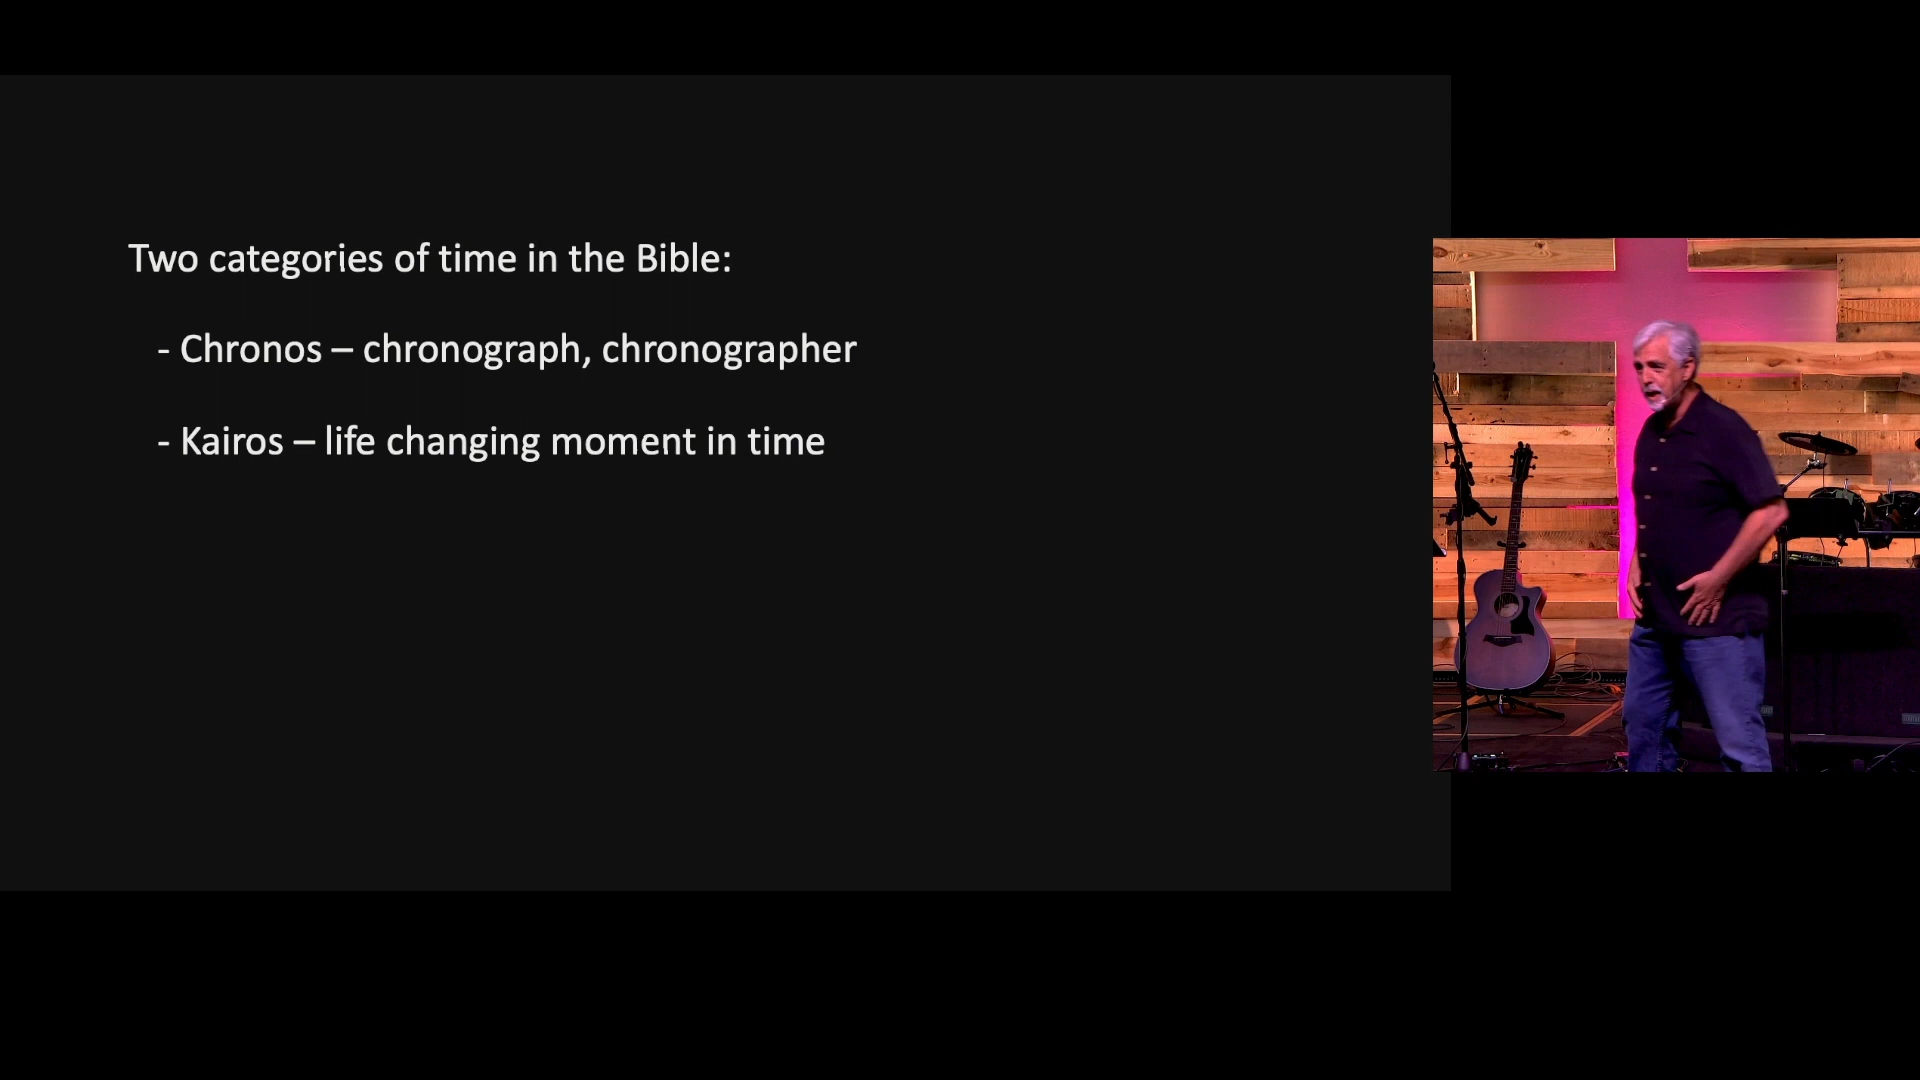 Two categories of time in the Bible:
- Chronos – chronograph, chronographer
- Kairos – life changing moment in time